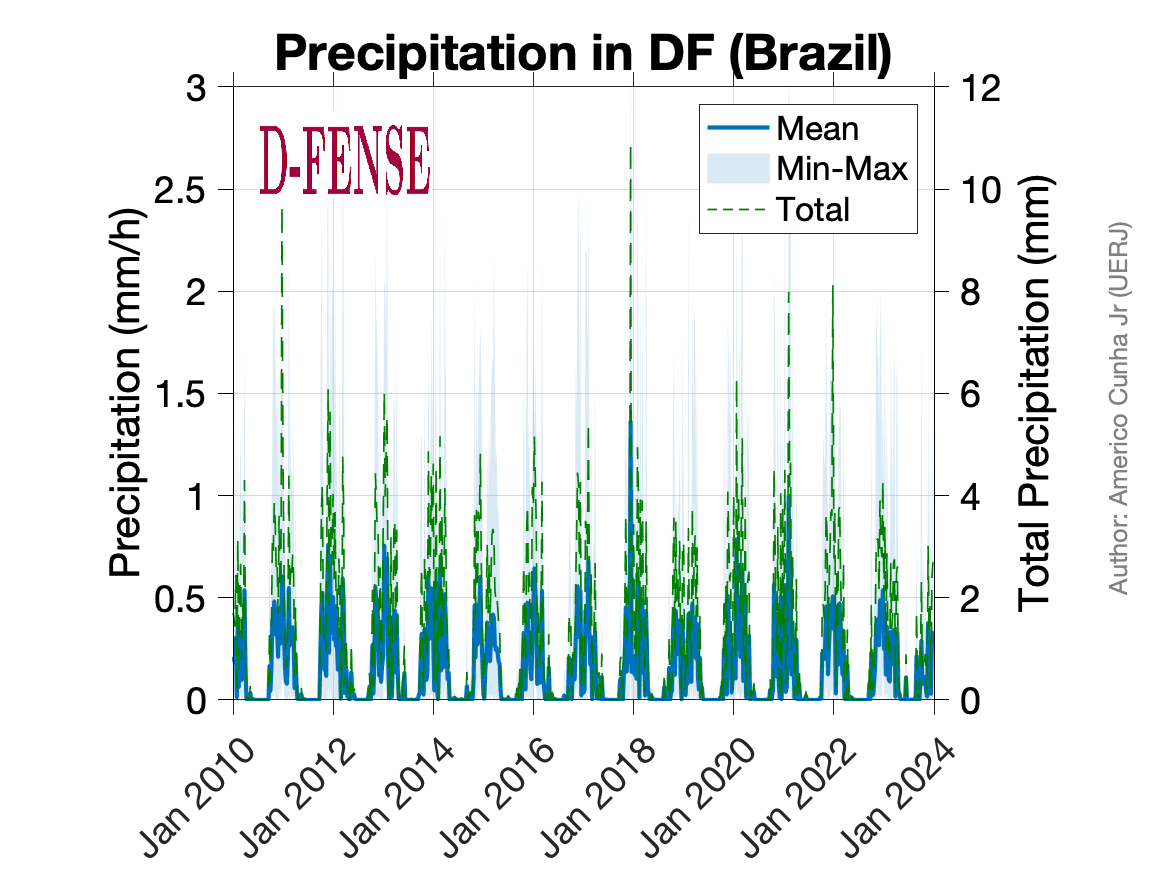 Precipitation in DF (Brazil)
D-FENSE
Mean
Min-Max
Total
Precipitation (mm/h)
3
2.5
2
1.5
1
0.5
0
12
10
8
6
4
2
0
Total Precipitation (mm)
Author: Americo Cunha Jr (UERJ)
Jan 2010
Jan 2012
Jan 2014
Jan 2016
Jan 2018
Jan 2020
Jan 2022
Jan 2024